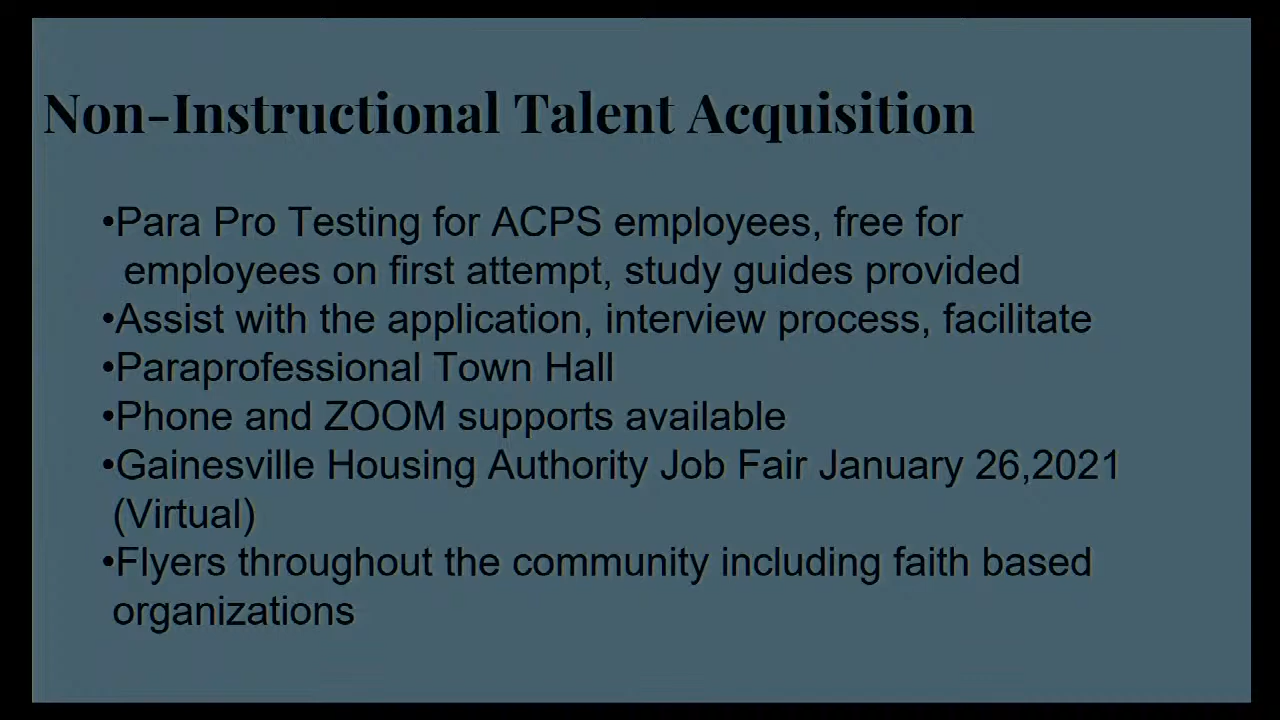 Non-Instructional Talent Acquisition
•Para Pro Testing for ACPS employees, free for
employees on first attempt, study guides provided
•Assist with the application, interview process, facilitate
•Paraprofessional Town Hall
•Phone and ZOOM supports available
•Gainesville Housing Authority Job Fair January 26,2021
(Virtual)
•Flyers throughout the community including faith based
organizations